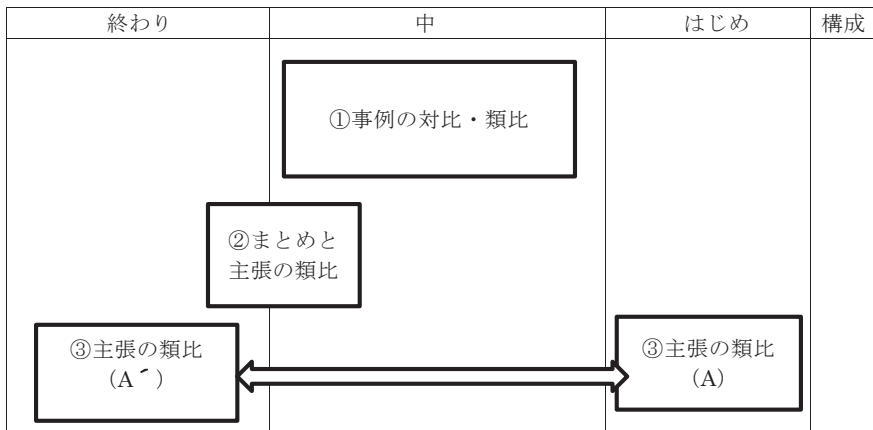 終わり
中
はじめ
構成
①事例の対比・類比
②まとめと
主張の類比
③主張の類比
（A´）
③主張の類比
（A）